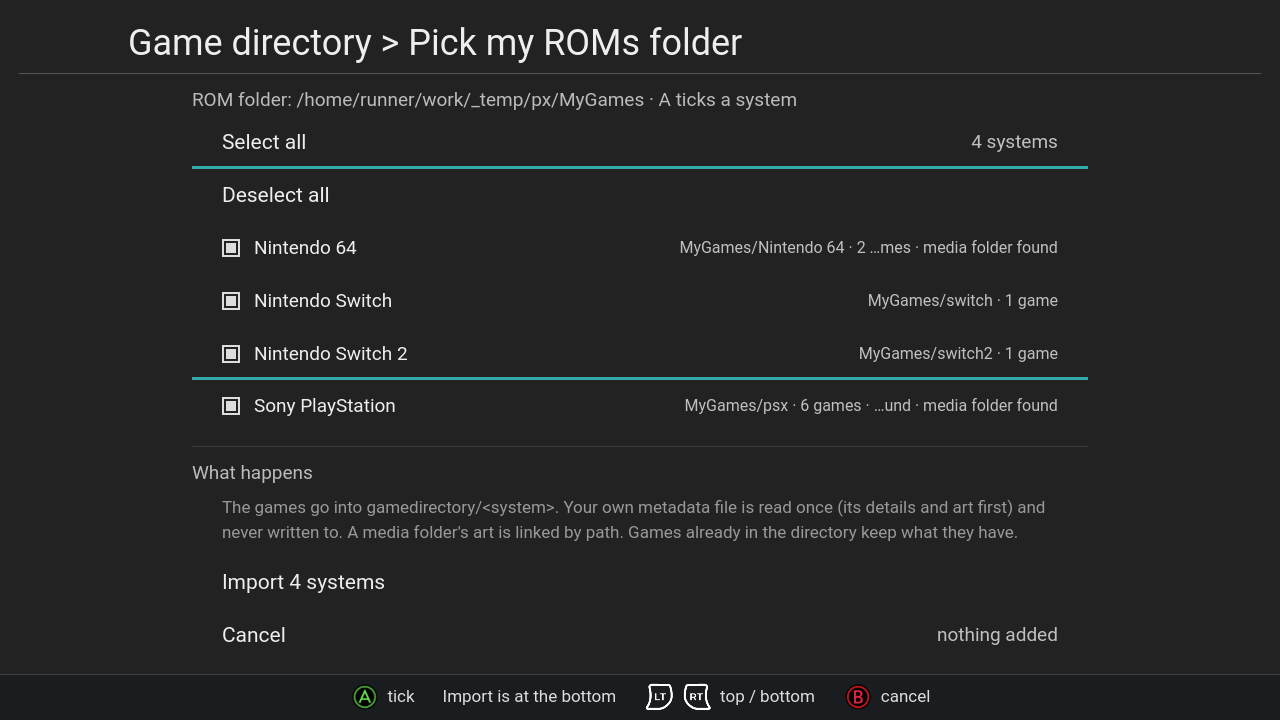 Game directory > Pick my ROMs folder
ROM folder: /home/runner/work/_temp/px/MyGames · A ticks a system
Select all 4 systems
Deselect all
Nintendo 64 MyGames/Nintendo 64 · 2 …mes · media folder found
Nintendo Switch MyGames/switch · 1 game
Nintendo Switch 2 MyGames/switch2 · 1 game
Sony PlayStation MyGames/psx · 6 games · …und · media folder found
What happens
The games go into gamedirectory/<system>. Your own metadata file is read once (its details and art first) and
never written to. A media folder's art is linked by path. Games already in the directory keep what they have.
Import 4 systems
Cancel nothing added
A tick Import is at the bottom LT RT top / bottom B cancel